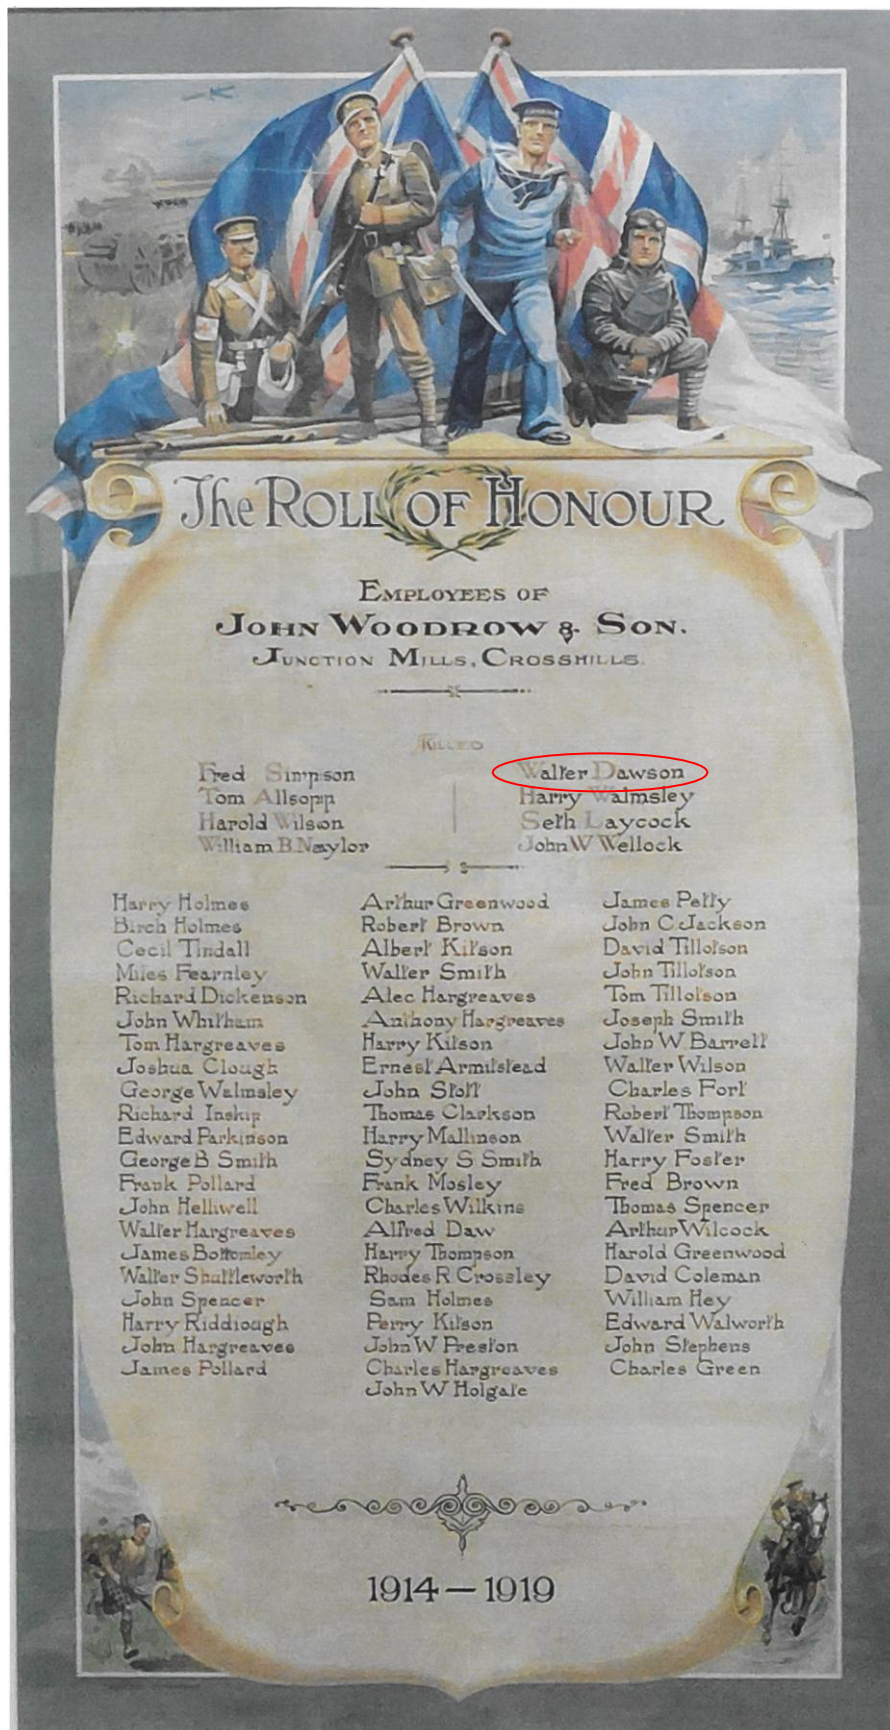 The ROLL OF HONOUR
EMPLOYEES OF
JOHN WOODROW & SON.
JUNCTION MILLS, CROSSHILLS.
KILLED
Fred Simpson
Tom Allsopp
Harold Wilson
William B. Naylor
Walter Dawson
Harry Walmsley
Seth Laycock
John W Wellock
Harry Holmes
Birch Holmes
Cecil Tindall
Miles Fearnley
Richard Dickenson
John Whitham
Tom Hargreaves
Joshua Clough
George Walmsley
Richard Inskip
Edward Parkinson
George B. Smith
Frank Pollard
John Helliwell
Walter Hargreaves
James Bottomley
Walter Shuttleworth
John Spencer
Harry Riddiough
John Hargreaves
James Pollard
Arthur Greenwood
Robert Brown
Albert Kitson
Walter Smith
Alec Hargreaves
Anthony Hargreaves
Harry Kitson
Ernest Armitstead
John Stott
Thomas Clarkson
Harry Mallinson
Sydney S Smith
Frank Mosley
Charles Wilkins
Alfred Daw
Harry Thompson
Rhodes R. Crossley
Sam Holmes
Perry Kitson
John W Preston
Charles Hargreaves
John W Holgate
James Petty
John C Jackson
David Tillotson
John Tillotson
Tom Tillotson
Joseph Smith
John W Barrett
Walter Wilson
Charles Fort
Robert Thompson
Walter Smith
Harry Foster
Fred Brown
Thomas Spencer
Arthur Wilcock
Harold Greenwood
David Coleman
William Hey
Edward Walworth
John Stephens
Charles Green
1914 — 1919